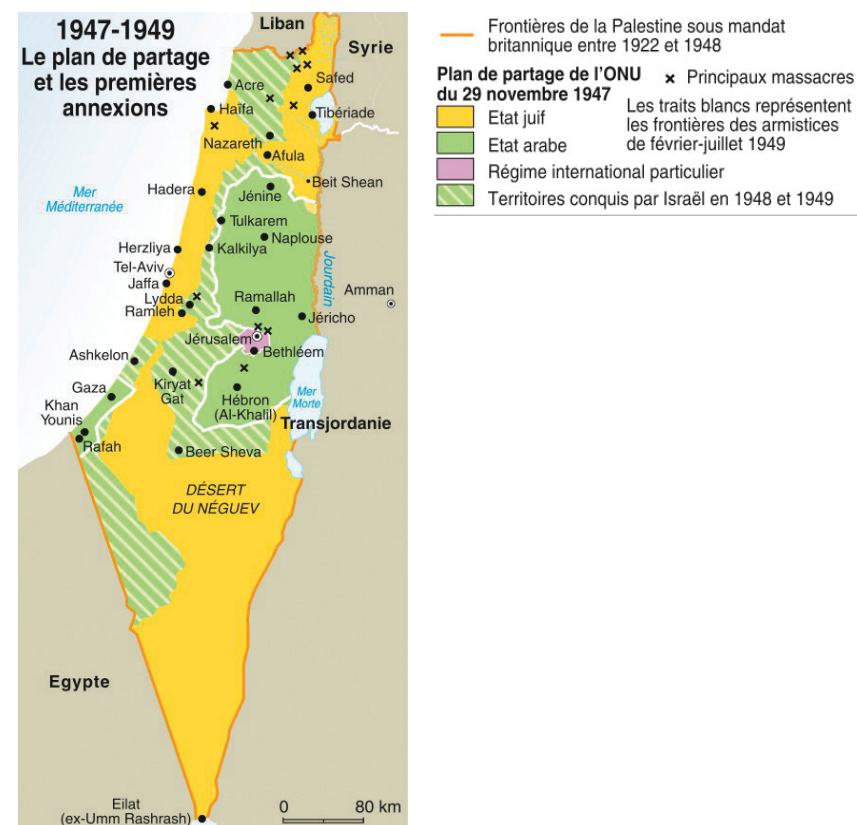 1947-1949
Le plan de partage
et les premières
annexions
Liban
Syrie
Safed
Acre
Haïfa
Tibériade
Nazareth
Afula
Mer
Méditerranée
Hadera
Beit Shean
Jénine
Tulkarem
Naplouse
Herzliya
Kalkilya
Tel-Aviv
Jaffa
Jourdain
Amman
Lydda
Ramleh
Ramallah
Jéricho
Jérusalem
Bethléem
Ashkelon
Kiryat
Gat
Gaza
Hébron
(Al-Khalil)
Mer
Morte
Khan
Younis
Transjordanie
Rafah
Beer Sheva
DÉSERT
DU NÉGUEV
Egypte
Eilat
(ex-Umm Rashrash)
0 80 km
Frontières de la Palestine sous mandat
britannique entre 1922 et 1948
Plan de partage de l'ONU
du 29 novembre 1947
Principaux massacres
Les traits blancs représentent
les frontières des armistices
de février-juillet 1949
Etat juif
Etat arabe
Régime international particulier
Territoires conquis par Israël en 1948 et 1949